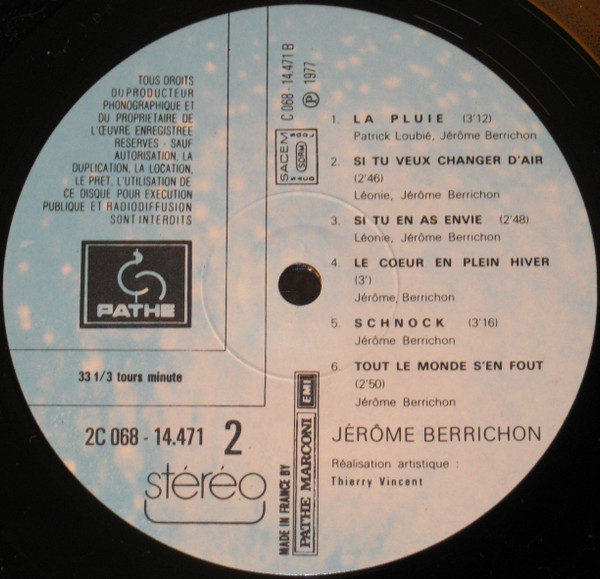 TOUS DROITS
DU PRODUCTEUR
PHONOGRAPHIQUE ET
DU PROPRIETAIRE DE
L'ŒUVRE ENREGISTREE
RESERVES - SAUF
AUTORISATION, LA
DUPLICATION, LA LOCATION,
LE PRET, L'UTILISATION DE
CE DISQUE POUR EXECUTION
PUBLIQUE ET RADIODIFFUSION
SONT INTERDITS
PATHE
33 1/3 tours minute
2C 068 - 14.471 2
stéréo
C 068 - 14.471 B
℗ 1977
SACEM
SDRM
MADE IN FRANCE BY
PATHE MARCONI EMI
1. LA PLUIE (3'12)
Patrick Loubié, Jérôme Berrichon
2. SI TU VEUX CHANGER D'AIR
(2'46)
Léonie, Jérôme Berrichon
3. SI TU EN AS ENVIE (2'48)
Léonie, Jérôme Berrichon
4. LE COEUR EN PLEIN HIVER
(3')
Jérôme, Berrichon
5. SCHNOCK (3'16)
Jérôme Berrichon
6. TOUT LE MONDE S'EN FOUT
(2'50)
Jérôme Berrichon
JÉRÔME BERRICHON
Réalisation artistique :
Thierry Vincent